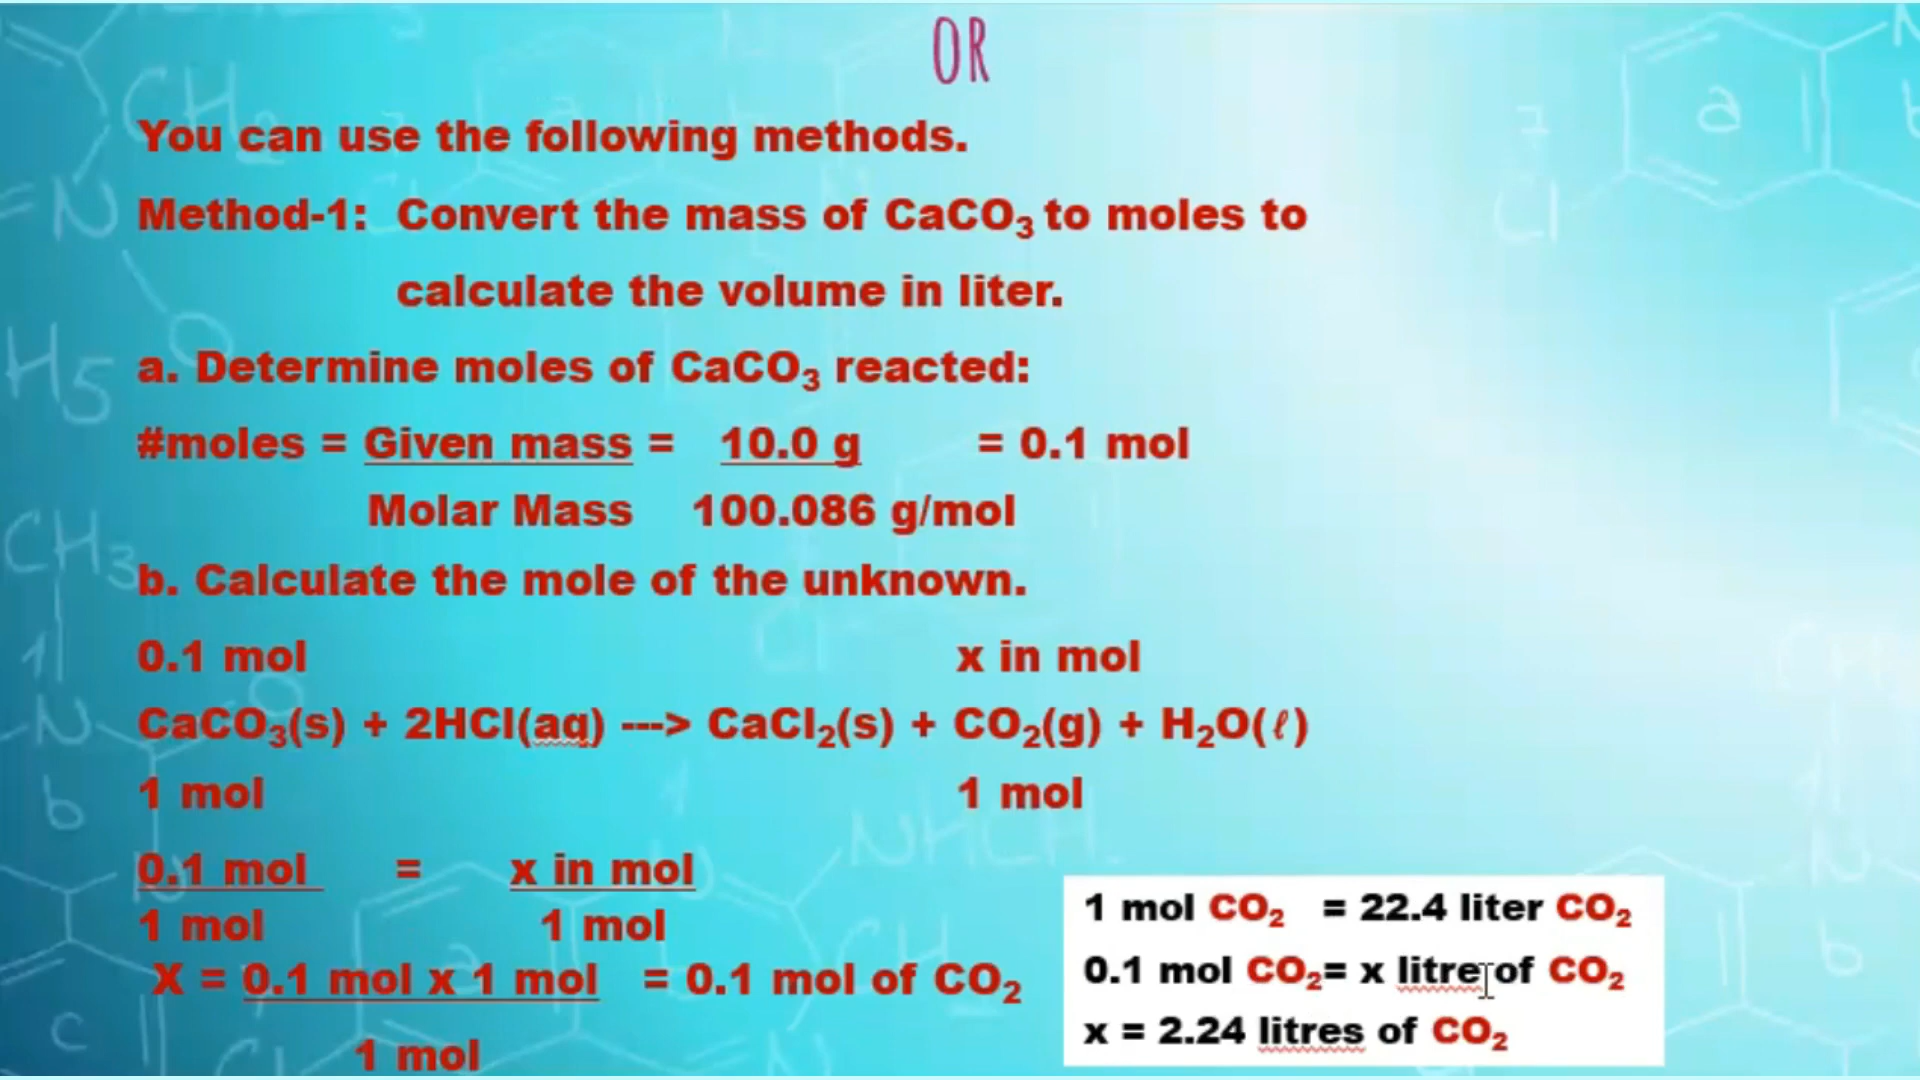 OR
You can use the following methods.
Method-1: Convert the mass of CaCO₃ to moles to
calculate the volume in liter.
a. Determine moles of CaCO₃ reacted:
#moles = Given mass = 10.0 g = 0.1 mol
Molar Mass 100.086 g/mol
b. Calculate the mole of the unknown.
0.1 mol x in mol
CaCO₃(s) + 2HCl(aq) ---> CaCl₂(s) + CO₂(g) + H₂O(ℓ)
1 mol 1 mol
0.1 mol = x in mol
1 mol 1 mol
X = 0.1 mol x 1 mol = 0.1 mol of CO₂
1 mol
1 mol CO₂ = 22.4 liter CO₂
0.1 mol CO₂= x litre of CO₂
x = 2.24 litres of CO₂